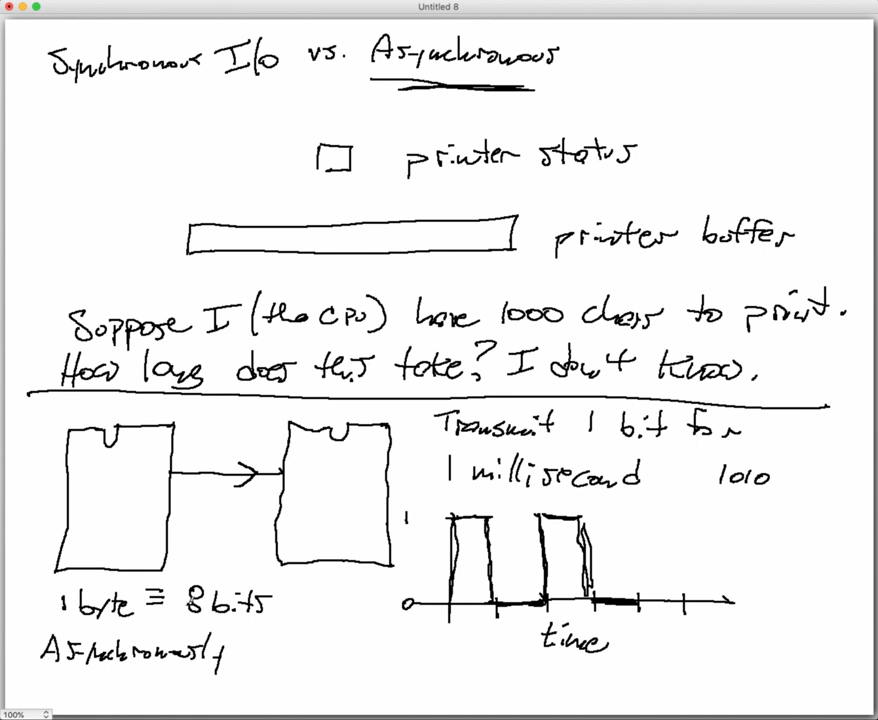 Untitled 8
Synchronous I/O vs. Asynchronous
printer status
printer buffer
Suppose I (the CPU) have 1000 chars to print.
How long does this take? I don't know.
Transmit 1 bit for
1 millisecond 1010
1
0
time
1 byte ≡ 8 bits
Asynchronously
100%